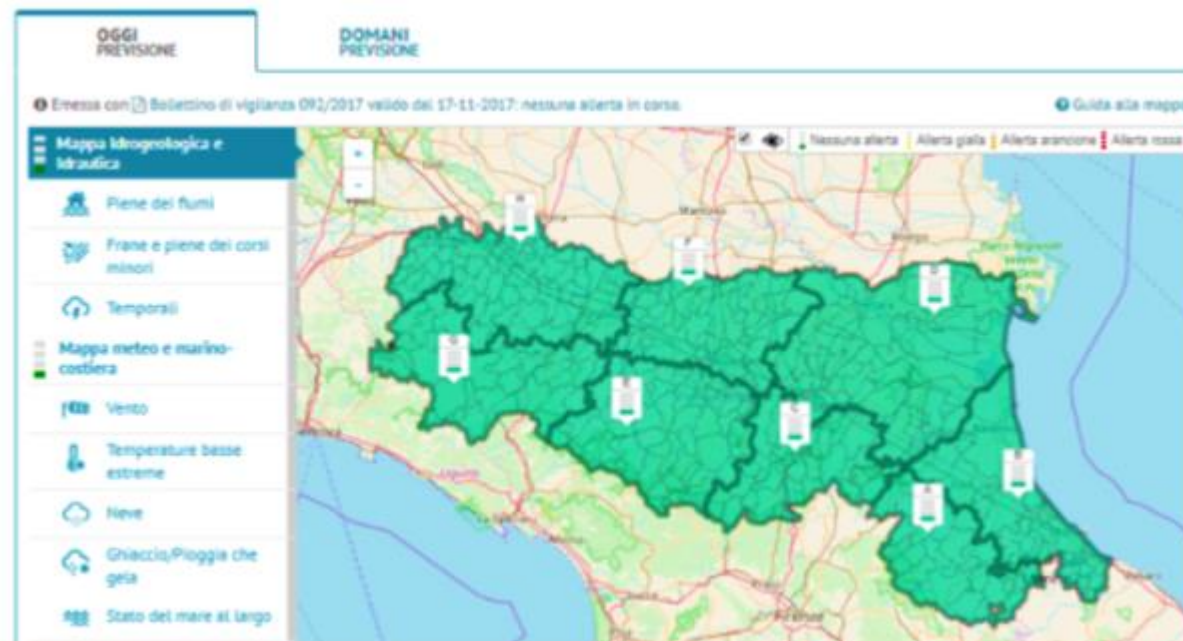 OGGI
PREVISIONE
DOMANI
PREVISIONE
Emessa con Bollettino di vigilanza 092/2017 valido dal 17-11-2017: nessuna allerta in corso.
Guida alla mappa
Mappa Idrogeologica e
Idraulica
Nessuna allerta
Allerta gialla
Allerta arancione
Allerta rossa
Piene dei fiumi
Frane e piene dei corsi
minori
Temporali
Mappa meteo e marino-
costiera
Vento
Temperature basse
estreme
Neve
Ghiaccio/Pioggia che
gela
Stato del mare al largo
Mantova
H
F
D
G
E
C
B
A